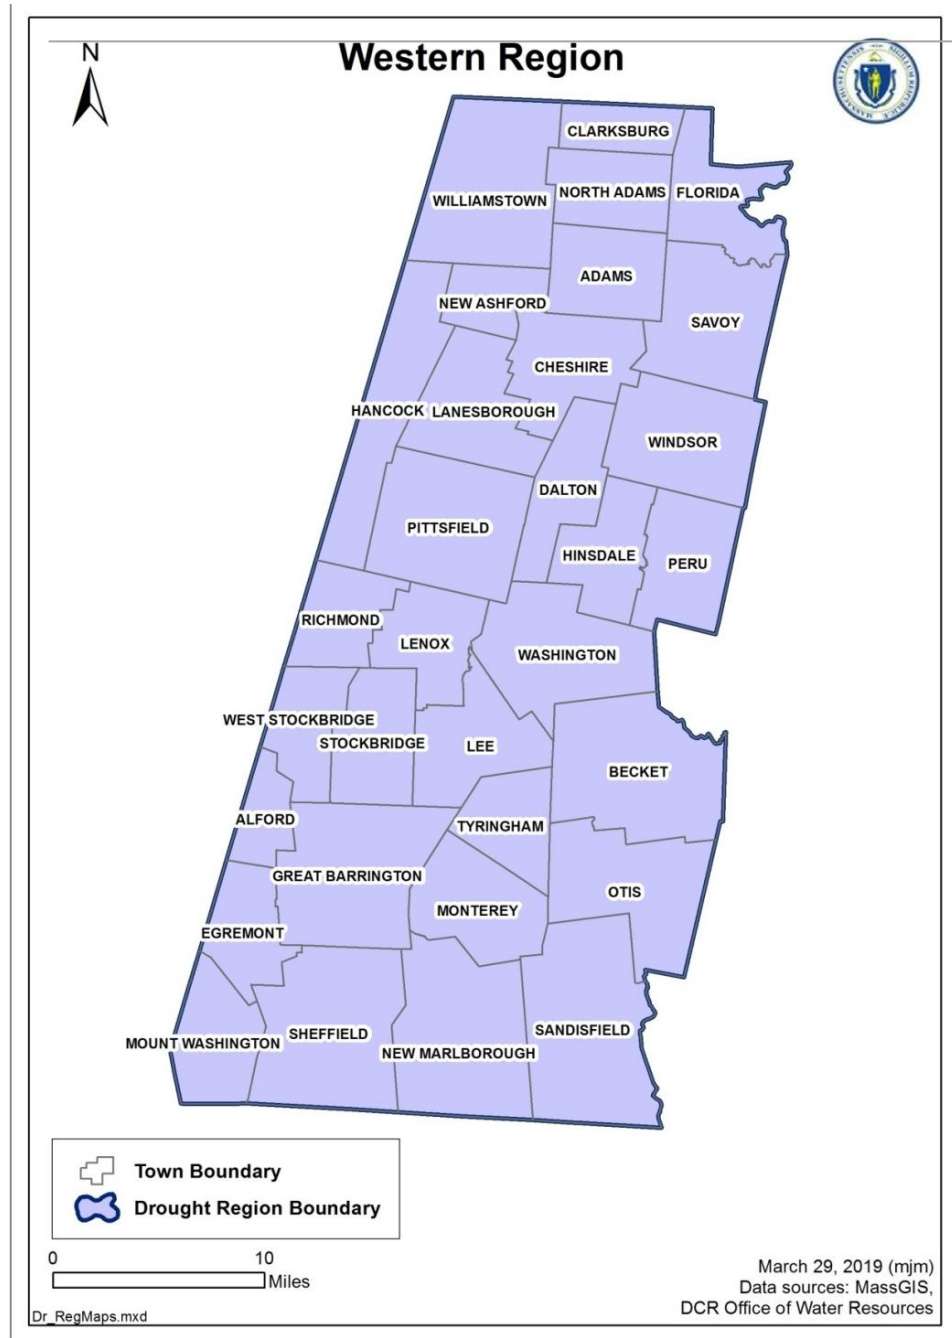 Western Region
N
CLARKSBURG
WILLIAMSTOWN
NORTH ADAMS
FLORIDA
ADAMS
NEW ASHFORD
SAVOY
CHESHIRE
HANCOCK
LANESBOROUGH
WINDSOR
DALTON
PITTSFIELD
HINSDALE
PERU
RICHMOND
LENOX
WASHINGTON
WEST STOCKBRIDGE
STOCKBRIDGE
LEE
BECKET
ALFORD
TYRINGHAM
GREAT BARRINGTON
OTIS
MONTEREY
EGREMONT
SANDISFIELD
SHEFFIELD
MOUNT WASHINGTON
NEW MARLBOROUGH
Town Boundary
Drought Region Boundary
0 10
Miles
Dr_RegMaps.mxd
March 29, 2019 (mjm)
Data sources: MassGIS,
DCR Office of Water Resources